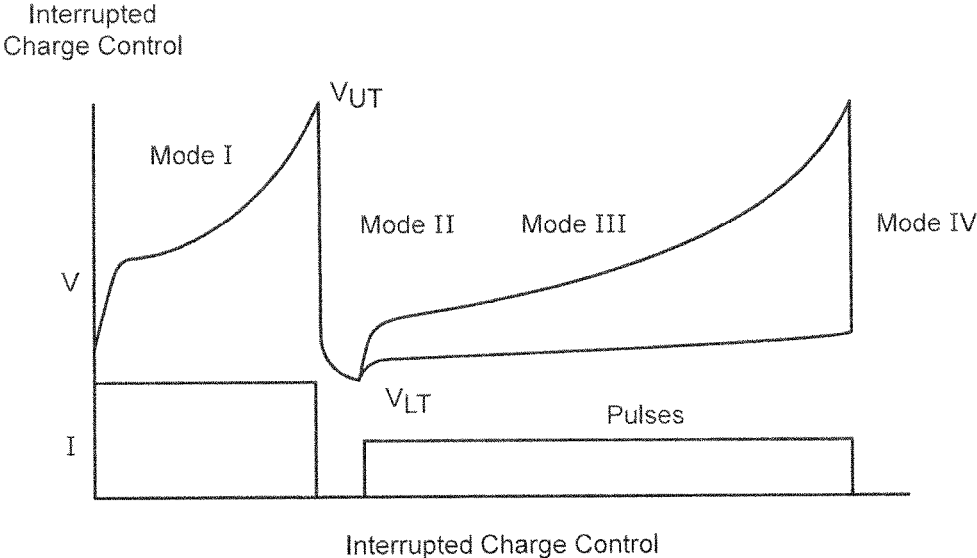 Interrupted
Charge Control
VUT
Mode I
Mode II
Mode III
Mode IV
V
VLT
Pulses
I
Interrupted Charge Control